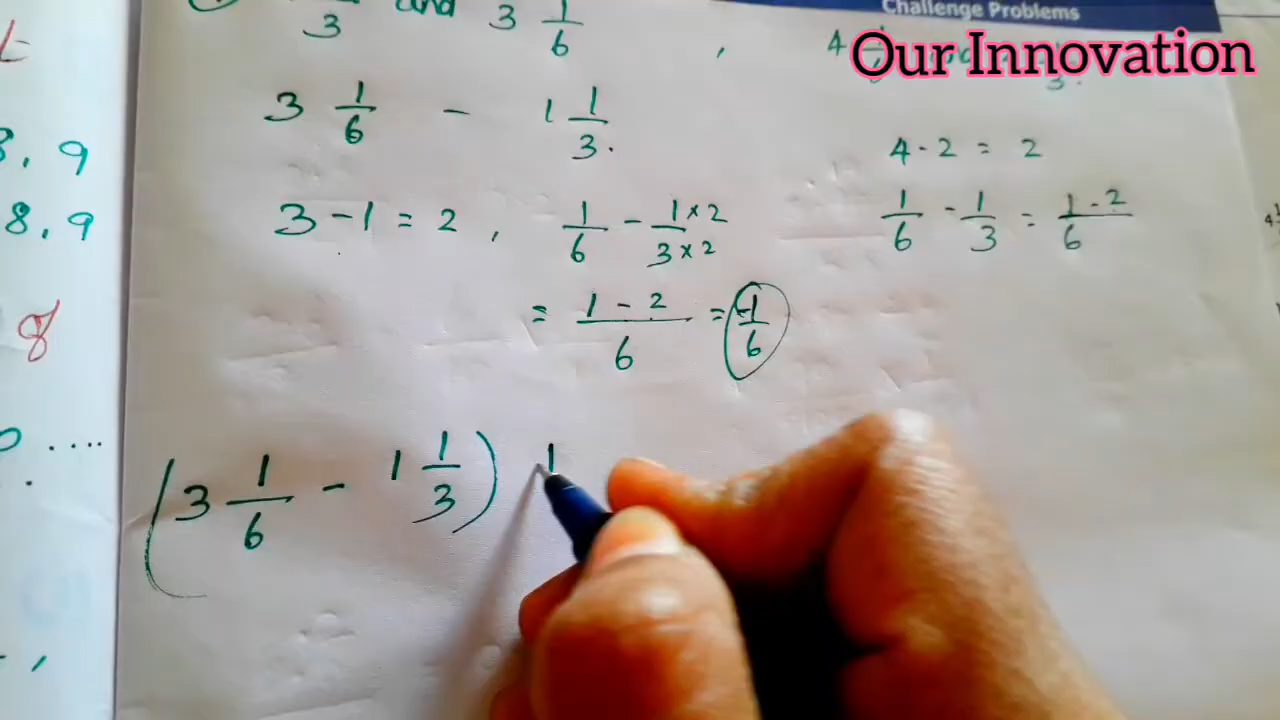 Challenge Problems
Our Innovation
3 and 3 1/6 ,
3 1/6 - 1 1/3.
3 - 1 = 2 , 1/6 - 1×2/3×2
= 1 - 2/6 = -1/6
(3 1/6 - 1 1/3) 1
4 - 2 = 2
1/6 - 1/3 = 1 - 2/6
3, 9
8, 9
8